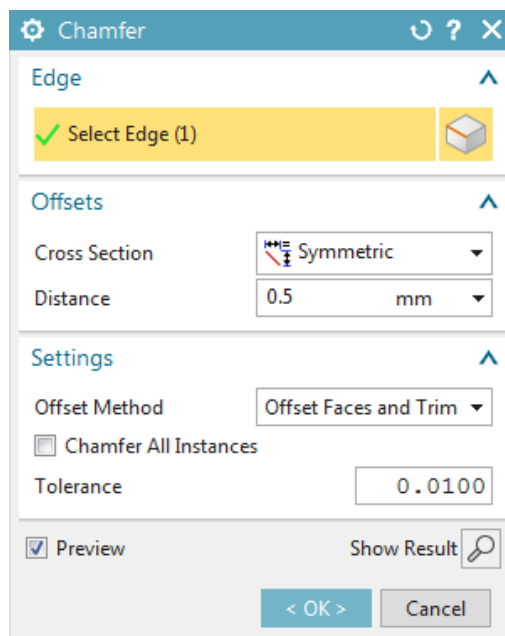 Chamfer ?
Edge
Select Edge (1)
Offsets
Cross Section Symmetric
Distance 0.5 mm
Settings
Offset Method Offset Faces and Trim
Chamfer All Instances
Tolerance 0.0100
Preview Show Result
< OK > Cancel